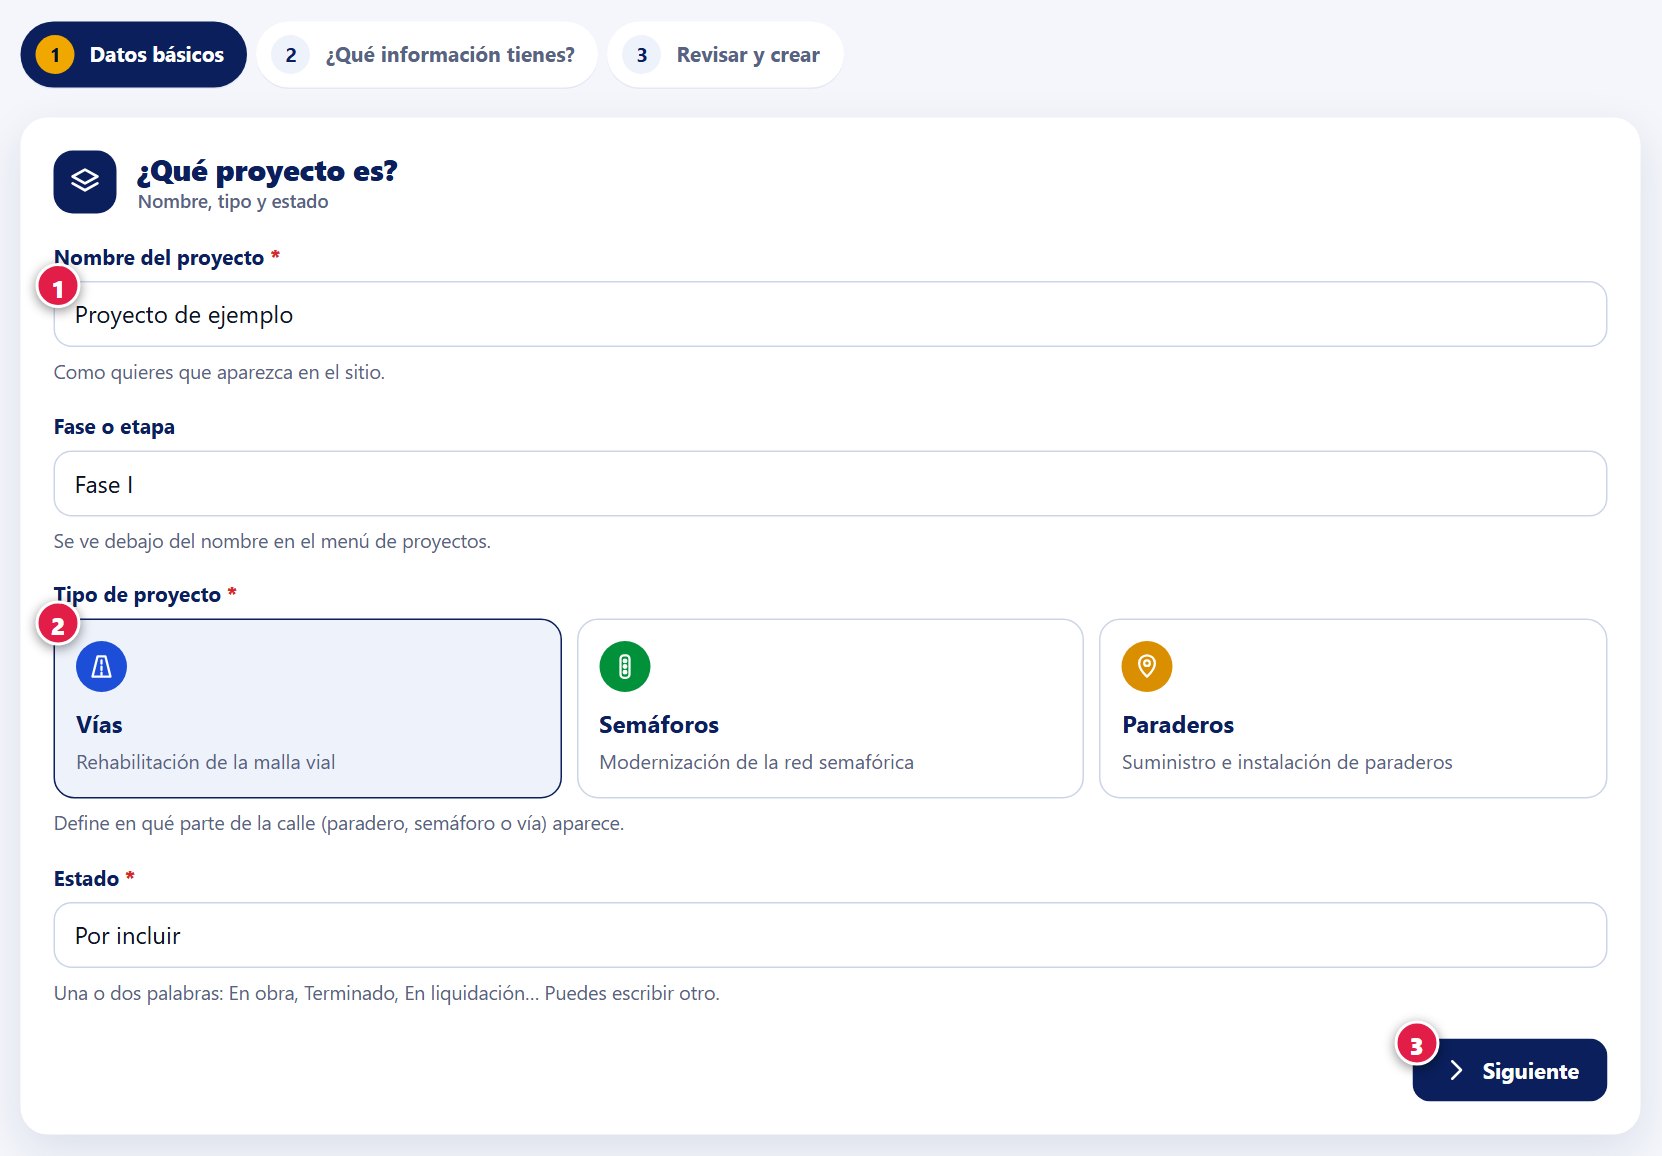 1 Datos básicos
2 ¿Qué información tienes?
3 Revisar y crear
¿Qué proyecto es?
Nombre, tipo y estado
Nombre del proyecto *
1
Proyecto de ejemplo
Como quieres que aparezca en el sitio.
Fase o etapa
Fase I
Se ve debajo del nombre en el menú de proyectos.
Tipo de proyecto *
2
Vías
Rehabilitación de la malla vial
Semáforos
Modernización de la red semafórica
Paraderos
Suministro e instalación de paraderos
Define en qué parte de la calle (paradero, semáforo o vía) aparece.
Estado *
Por incluir
Una o dos palabras: En obra, Terminado, En liquidación... Puedes escribir otro.
3
Siguiente